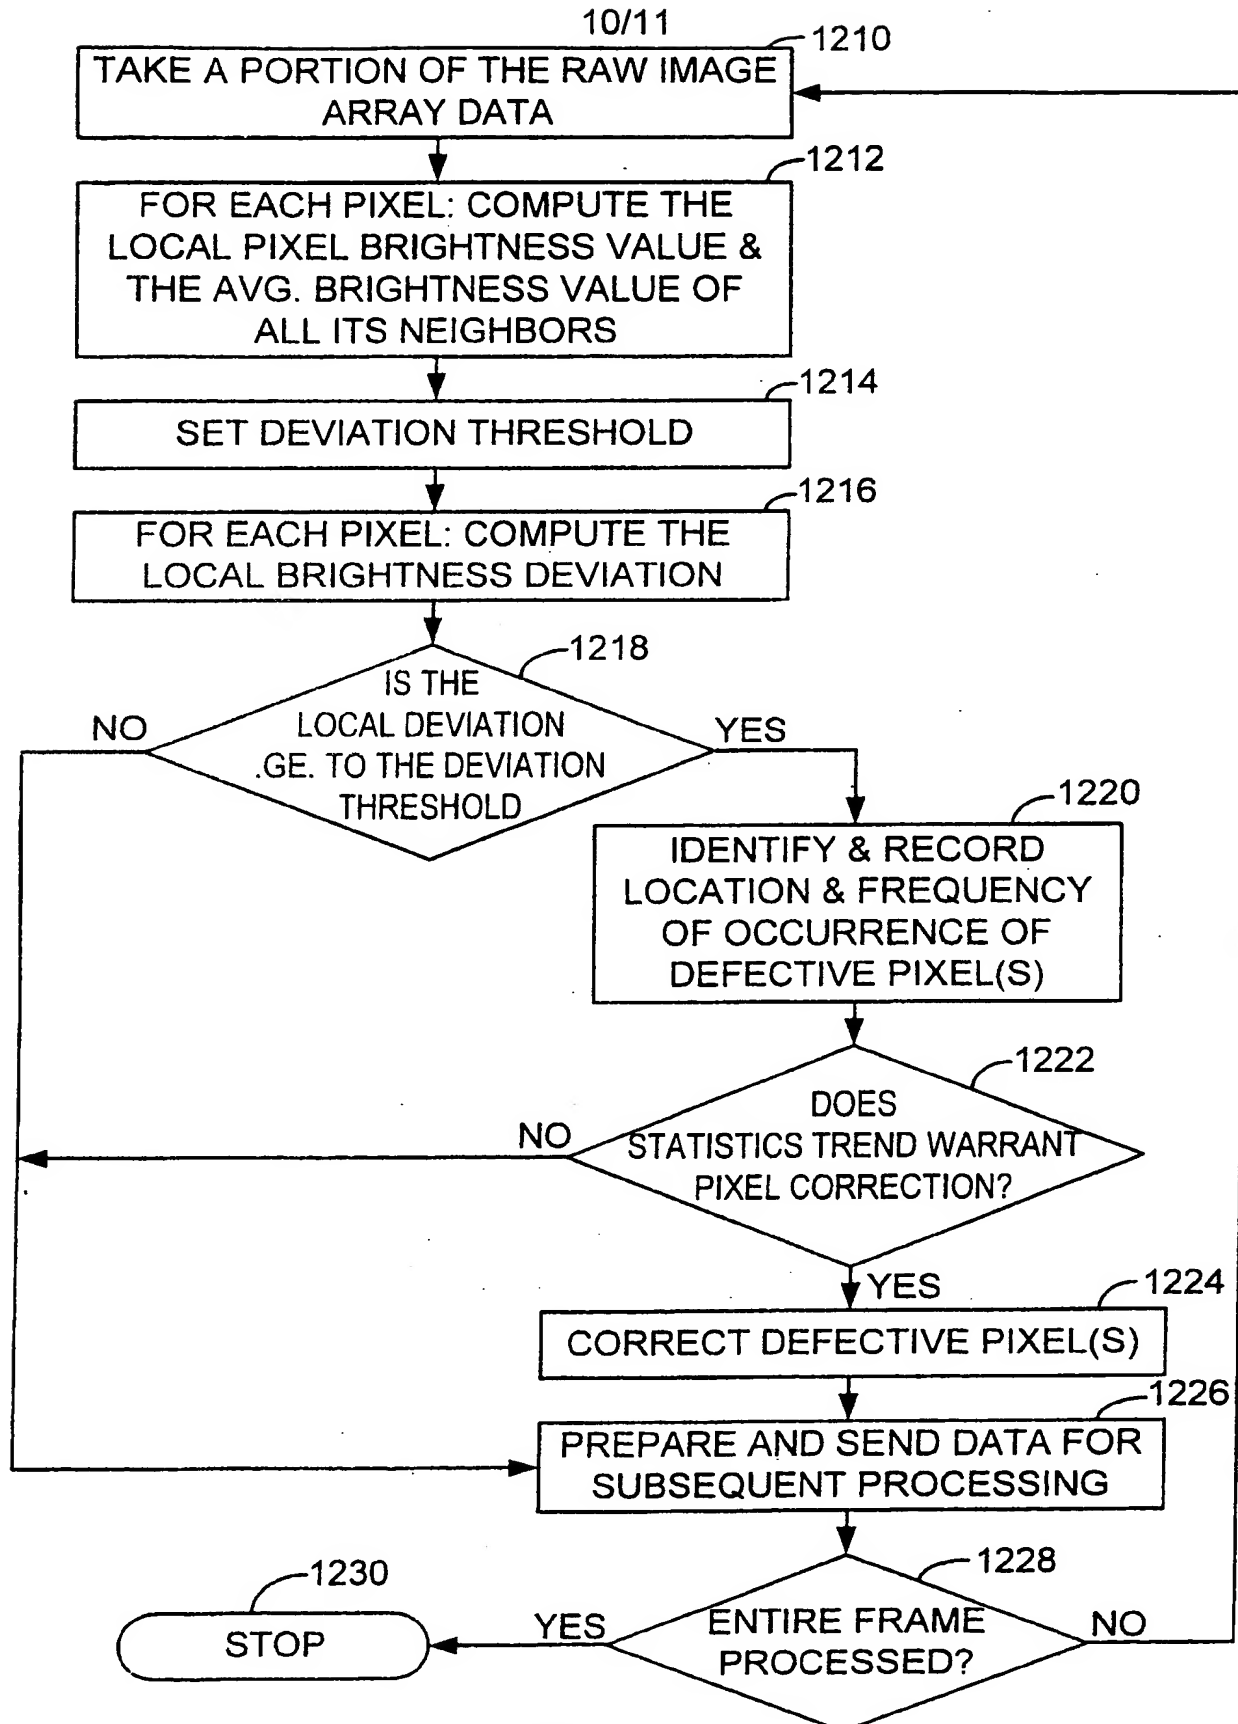 10/11
1210
TAKE A PORTION OF THE RAW IMAGE
ARRAY DATA
1212
FOR EACH PIXEL: COMPUTE THE
LOCAL PIXEL BRIGHTNESS VALUE &
THE AVG. BRIGHTNESS VALUE OF
ALL ITS NEIGHBORS
1214
SET DEVIATION THRESHOLD
1216
FOR EACH PIXEL: COMPUTE THE
LOCAL BRIGHTNESS DEVIATION
1218
IS THE
LOCAL DEVIATION
.GE. TO THE DEVIATION
THRESHOLD
NO
YES
1220
IDENTIFY & RECORD
LOCATION & FREQUENCY
OF OCCURRENCE OF
DEFECTIVE PIXEL(S)
1222
DOES
STATISTICS TREND WARRANT
PIXEL CORRECTION?
NO
YES
1224
CORRECT DEFECTIVE PIXEL(S)
1226
PREPARE AND SEND DATA FOR
SUBSEQUENT PROCESSING
1228
ENTIRE FRAME
PROCESSED?
YES
NO
1230
STOP